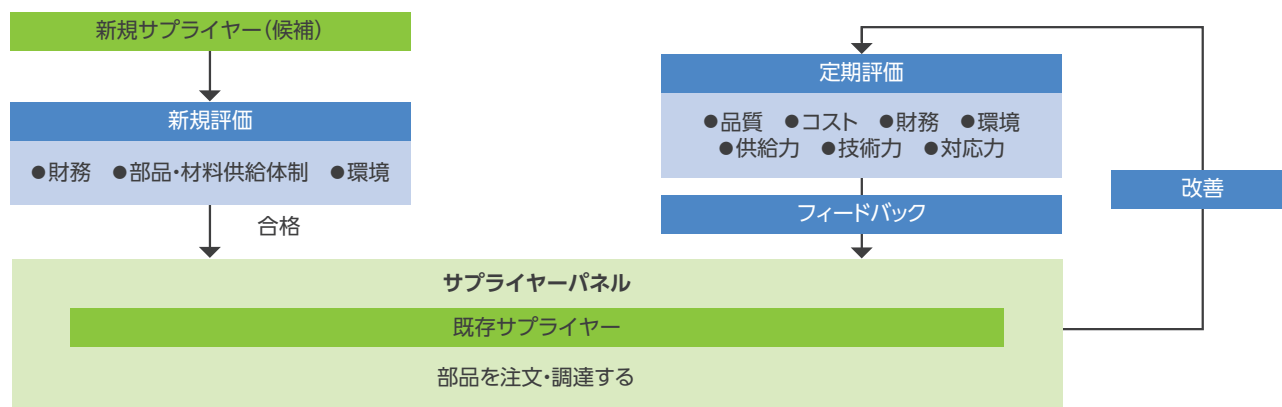 新規サプライヤー(候補)
新規評価
●財務 ●部品・材料供給体制 ●環境
合格
定期評価
●品質 ●コスト ●財務 ●環境
●供給力 ●技術力 ●対応力
フィードバック
改善
サプライヤーパネル
既存サプライヤー
部品を注文・調達する